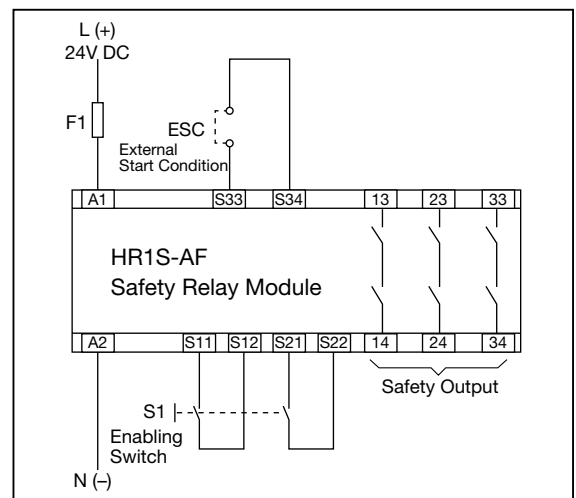 L (+)
24V DC
F1
ESC
External
Start Condition
A1
S33
S34
13
23
33
HR1S-AF
Safety Relay Module
A2
S11
S12
S21
S22
14
24
34
Safety Output
S1
Enabling
Switch
N (–)